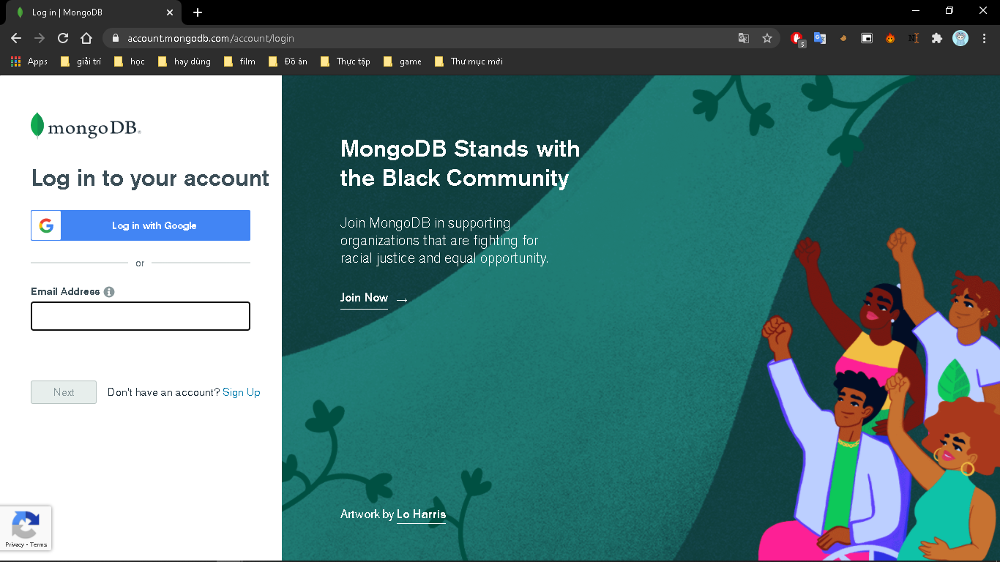 Log in | MongoDB
account.mongodb.com/account/login
5
Apps giải trí học hay dùng film Đồ án Thực tập game Thư mục mới
mongoDB®
Log in to your account
G Log in with Google
or
Email Address i
Next Don't have an account? Sign Up
Privacy - Terms
MongoDB Stands with
the Black Community
Join MongoDB in supporting
organizations that are fighting for
racial justice and equal opportunity.
Join Now →
Artwork by Lo Harris